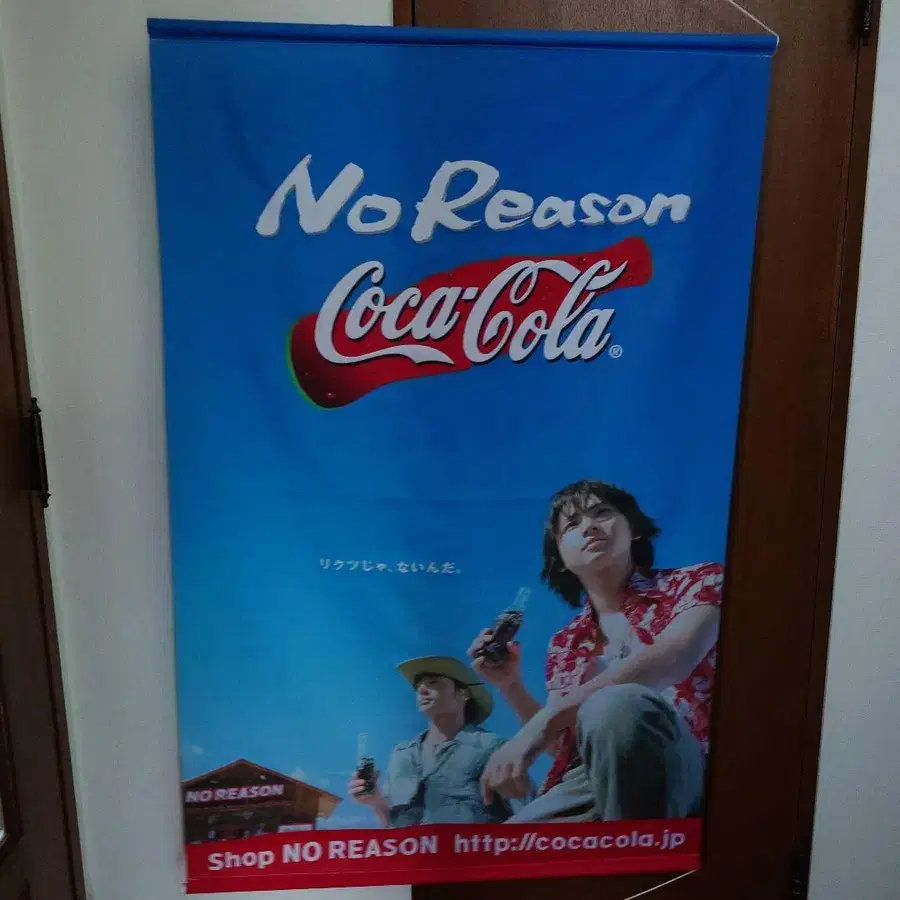 No Reason
Coca-Cola®
リクツじゃ、ないんだ。
NO REASON
Shop NO REASON http://cocacola.jp